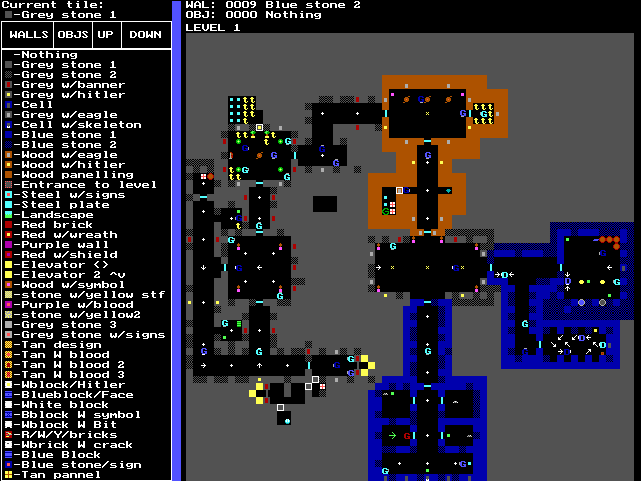 Current tile:
-Grey stone 1
WALLS OBJS UP DOWN
-Nothing
-Grey stone 1
-Grey stone 2
-Grey w/banner
-Grey w/hitler
-Cell
-Grey w/eagle
-Cell w/skeleton
-Blue stone 1
-Blue stone 2
-Wood w/eagle
-Wood w/hitler
-Wood panelling
-Entrance to level
-Steel w/signs
-Steel plate
-Landscape
-Red brick
-Red w/wreath
-Purple wall
-Red w/shield
-Elevator <>
-Elevator 2 ~v
-Wood w/symbol
-stone w/yellow stf
-Purple w/blood
-stone w/yellow2
-Grey stone 3
-Grey stone w/signs
-Tan design
-Tan W blood
-Tan W blood 2
-Tan W blood 3
-Wblock/Hitler
-Blueblock/Face
-White block
-Bblock W symbol
-Wblock W Bit
-R/W/Y/bricks
-Wbrick W crack
-Blue Block
-Blue stone/sign
-Tan pannel
WAL: 0009 Blue stone 2
OBJ: 0000 Nothing
LEVEL 1